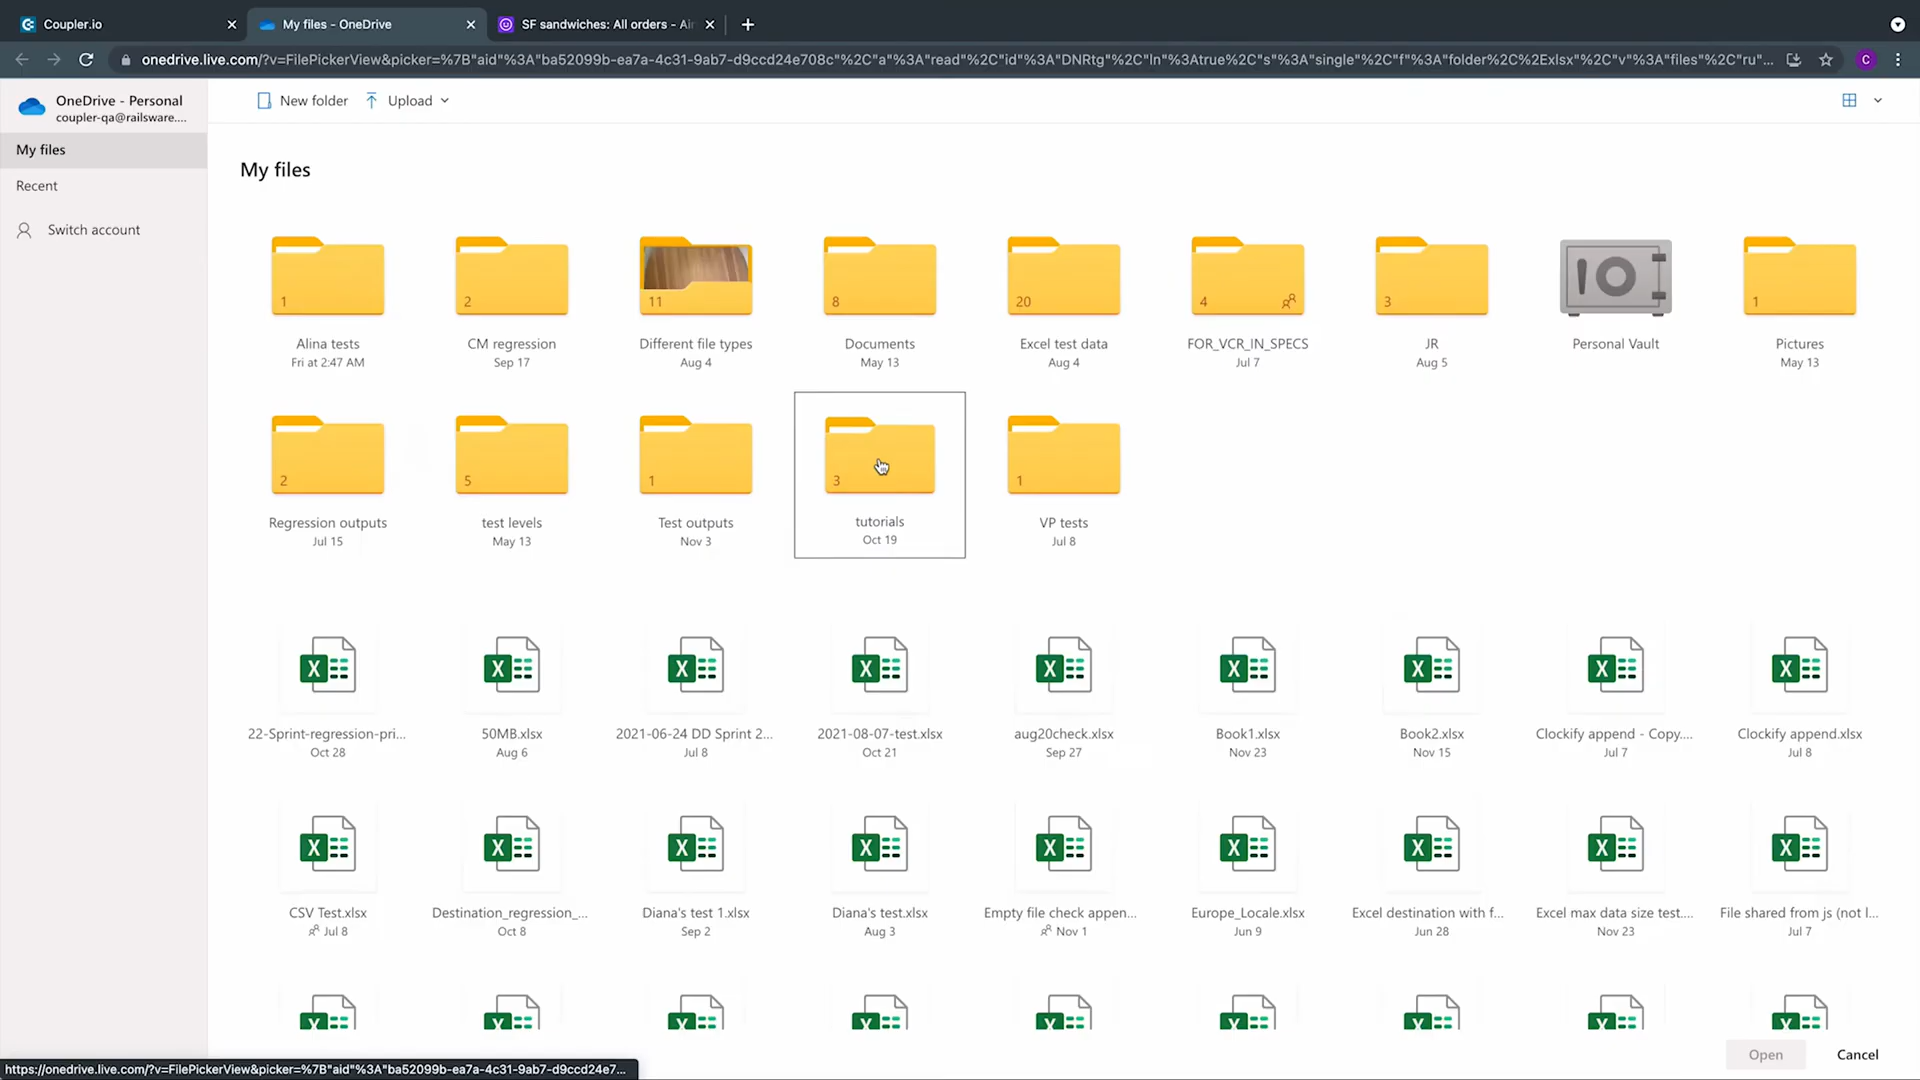 Coupler.io
My files - OneDrive
SF sandwiches: All orders - Air
onedrive.live.com/?v=FilePickerView&picker=%7B"aid"%3A"ba52099b-ea7a-4c31-9ab7-d9ccd24e708c"%2C"a"%3A"read"%2C"id"%3A"DNRtg"%2C"ln"%3Atrue%2C"s"%3A"single"%2C"f"%3A"folder%2C%2Exlsx"%2C"v"%3A"files"%2C"ru"...
C
OneDrive - Personal
coupler-qa@railsware....
New folder
Upload
My files
Recent
Switch account
My files
1
2
11
8
20
4
3
1
Alina tests
CM regression
Different file types
Documents
Excel test data
FOR_VCR_IN_SPECS
JR
Personal Vault
Pictures
Fri at 2:47 AM
Sep 17
Aug 4
May 13
Aug 4
Jul 7
Aug 5
May 13
2
5
1
3
1
Regression outputs
test levels
Test outputs
tutorials
VP tests
Jul 15
May 13
Nov 3
Oct 19
Jul 8
22-Sprint-regression-pri...
50MB.xlsx
2021-06-24 DD Sprint 2...
2021-08-07-test.xlsx
aug20check.xlsx
Book1.xlsx
Book2.xlsx
Clockify append - Copy....
Clockify append.xlsx
Oct 28
Aug 6
Jul 8
Oct 21
Sep 27
Nov 23
Nov 15
Jul 7
Jul 8
CSV Test.xlsx
Destination_regression_...
Diana's test 1.xlsx
Diana's test.xlsx
Empty file check appen...
Europe_Locale.xlsx
Excel destination with f...
Excel max data size test....
File shared from js (not l...
Jul 8
Oct 8
Sep 2
Aug 3
Nov 1
Jun 9
Jun 28
Nov 23
Jul 7
Open
Cancel
https://onedrive.live.com/?v=FilePickerView&picker=%7B"aid"%3A"ba52099b-ea7a-4c31-9ab7-d9ccd24e7...